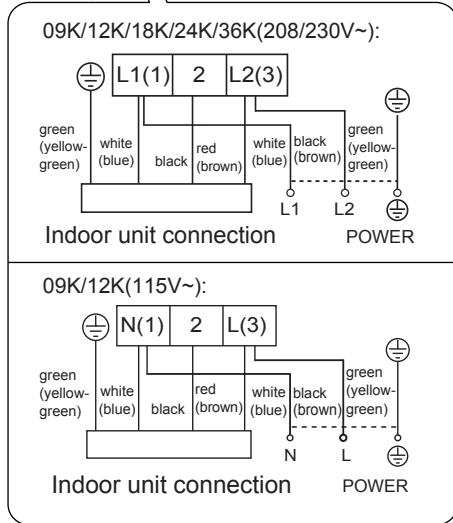 09K/12K/18K/24K/36K(208/230V~):
L1(1) 2 L2(3)
green
(yellow-
green)
white
(blue)
black
red
(brown)
white
(blue)
black
(brown)
green
(yellow-
green)
L1 L2
Indoor unit connection POWER
09K/12K(115V~):
N(1) 2 L(3)
green
(yellow-
green)
white
(blue)
black
red
(brown)
white
(blue)
black
(brown)
green
(yellow-
green)
N L
Indoor unit connection POWER